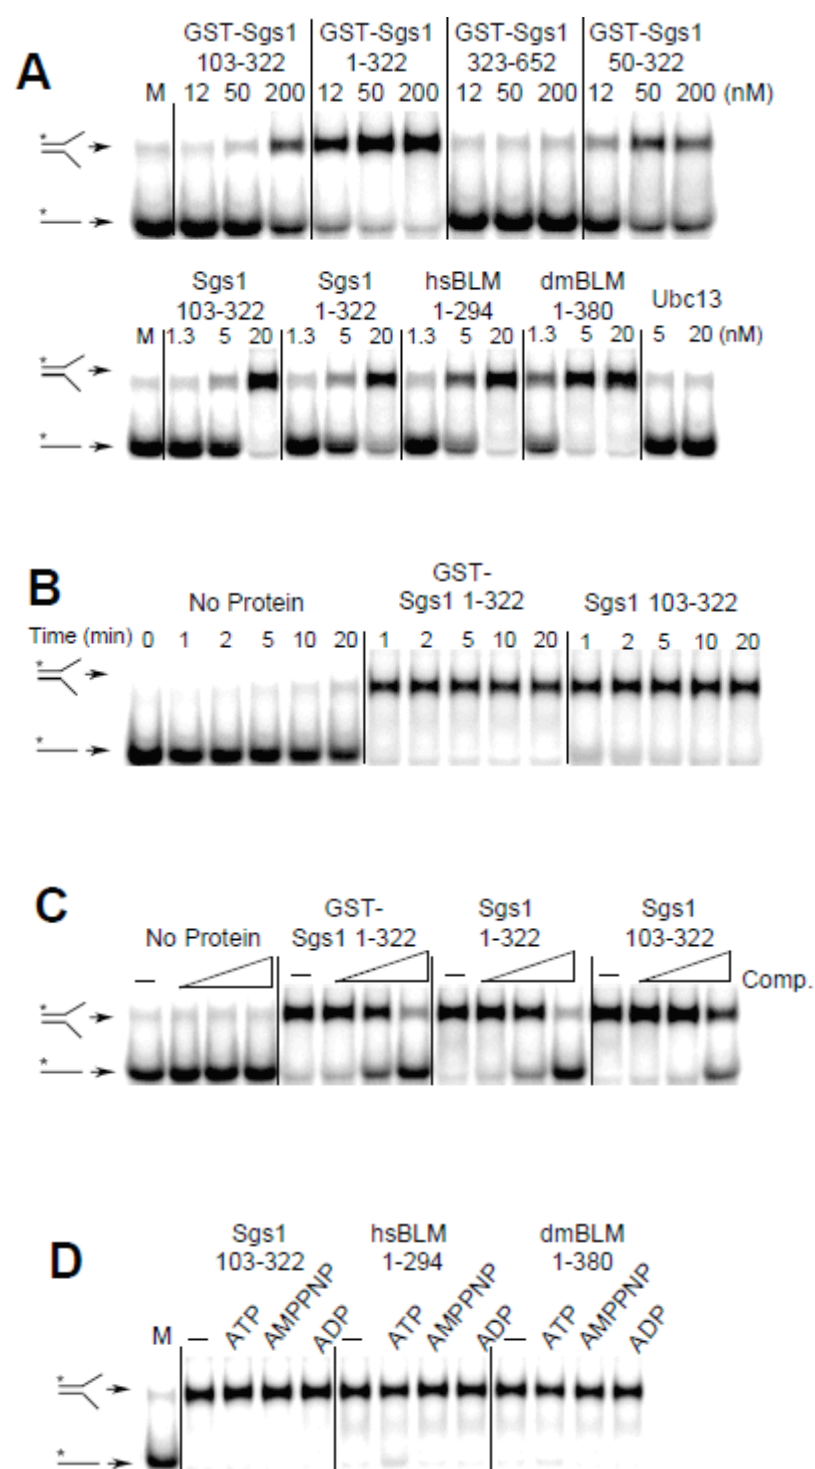 A
GST-Sgs1 GST-Sgs1 GST-Sgs1 GST-Sgs1
103-322 1-322 323-652 50-322
M 12 50 200 12 50 200 12 50 200 12 50 200 (nM)
*
*
Sgs1 Sgs1 hsBLM dmBLM Ubc13
103-322 1-322 1-294 1-380
M 1.3 5 20 1.3 5 20 1.3 5 20 1.3 5 20 5 20 (nM)
*
*
B
GST-
No Protein Sgs1 1-322 Sgs1 103-322
Time (min) 0 1 2 5 10 20 1 2 5 10 20 1 2 5 10 20
*
*
C
GST- Sgs1 Sgs1
No Protein Sgs1 1-322 1-322 103-322
– – – – Comp.
*
*
D
Sgs1 hsBLM dmBLM
103-322 1-294 1-380
M – ATP AMPPNP ADP – ATP AMPPNP ADP – ATP AMPPNP ADP
*
*